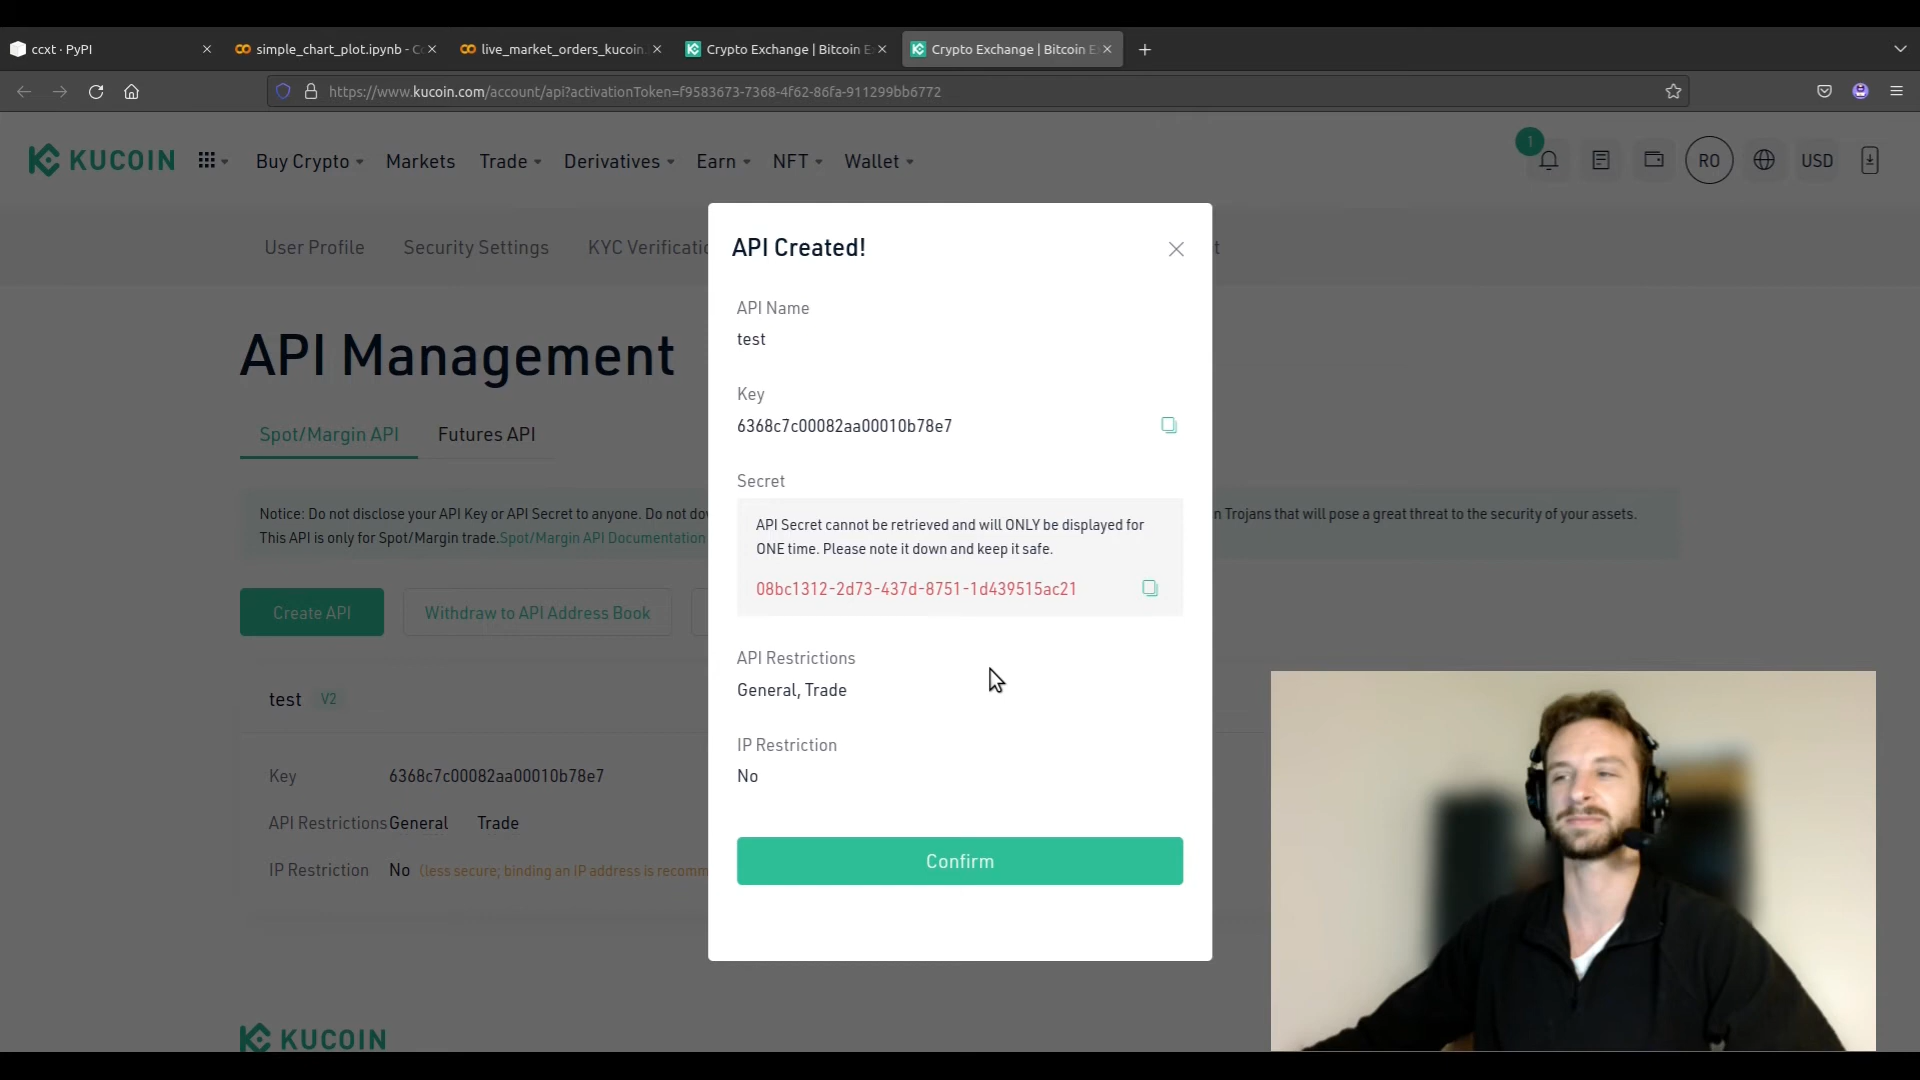 ccxt · PyPI
simple_chart_plot.ipynb - C
live_market_orders_kucoin.
Crypto Exchange | Bitcoin E
Crypto Exchange | Bitcoin E
https://www.kucoin.com/account/api?activationToken=f9583673-7368-4f62-86fa-911299bb6772
KUCOIN
Buy Crypto
Markets
Trade
Derivatives
Earn
NFT
Wallet
1
RO
USD
User Profile
Security Settings
KYC Verificati
t
API Management
Spot/Margin API
Futures API
Notice: Do not disclose your API Key or API Secret to anyone. Do not dow
n Trojans that will pose a great threat to the security of your assets.
This API is only for Spot/Margin trade.Spot/Margin API Documentation
Create API
Withdraw to API Address Book
test V2
Key 6368c7c00082aa00010b78e7
API Restrictions General Trade
IP Restriction No (less secure; binding an IP address is recomm
KUCOIN
API Created!
API Name
test
Key
6368c7c00082aa00010b78e7
Secret
API Secret cannot be retrieved and will ONLY be displayed for
ONE time. Please note it down and keep it safe.
08bc1312-2d73-437d-8751-1d439515ac21
API Restrictions
General, Trade
IP Restriction
No
Confirm